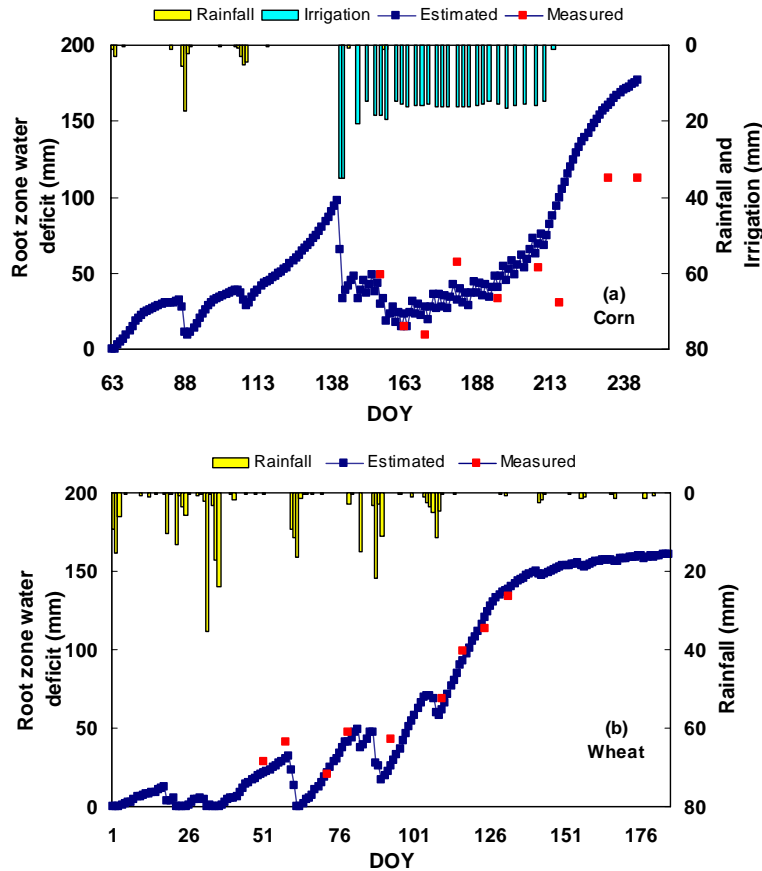 Rainfall Irrigation Estimated Measured
200 0
150 20
100 40
50 60
0 80
Root zone water
deficit (mm)
Rainfall and
Irrigation (mm)
(a)
Corn
63 88 113 138 163 188 213 238
DOY
Rainfall Estimated Measured
200 0
150 20
100 40
50 60
0 80
Root zone water
deficit (mm)
Rainfall (mm)
(b)
Wheat
1 26 51 76 101 126 151 176
DOY